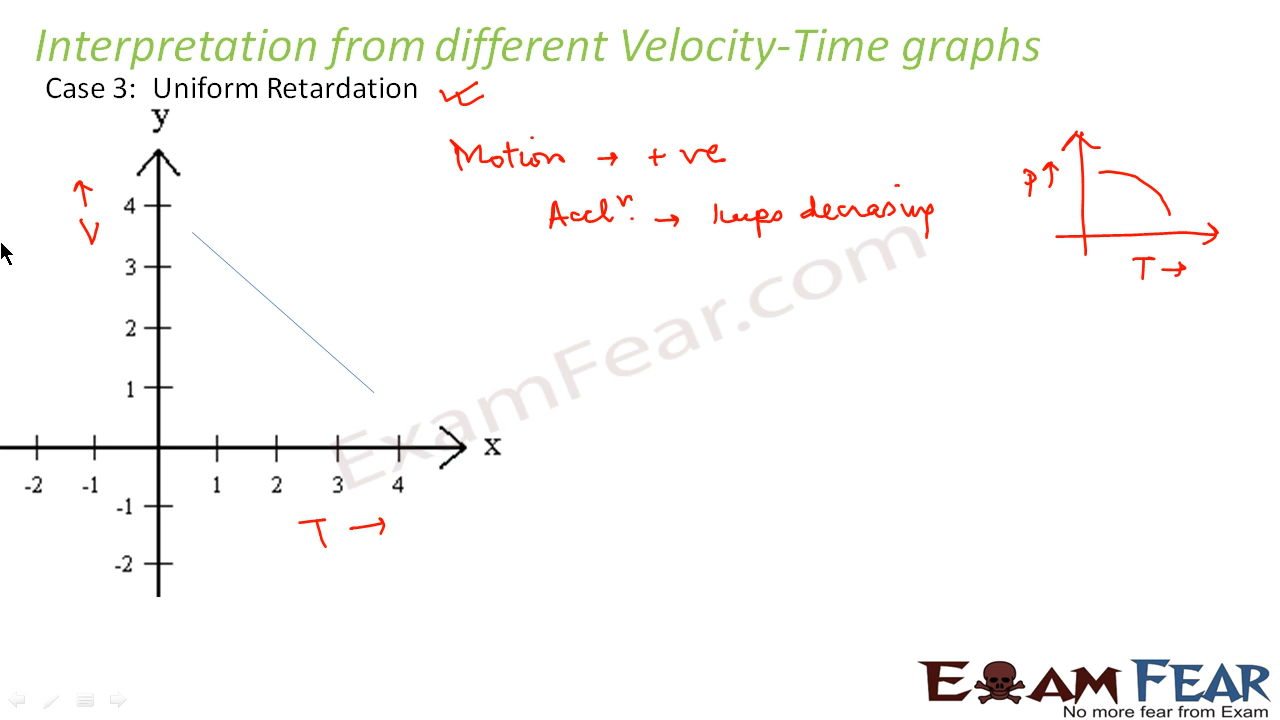 Interpretation from different Velocity-Time graphs
Case 3: Uniform Retardation
y
Motion → + ve
Accl n. → keeps decrasing
P ↑
T →
↑
V
4
3
2
1
x
-2 -1 1 2 3 4
-1
T →
-2
ExamFear.com
EXAM FEAR
No more fear from Exam